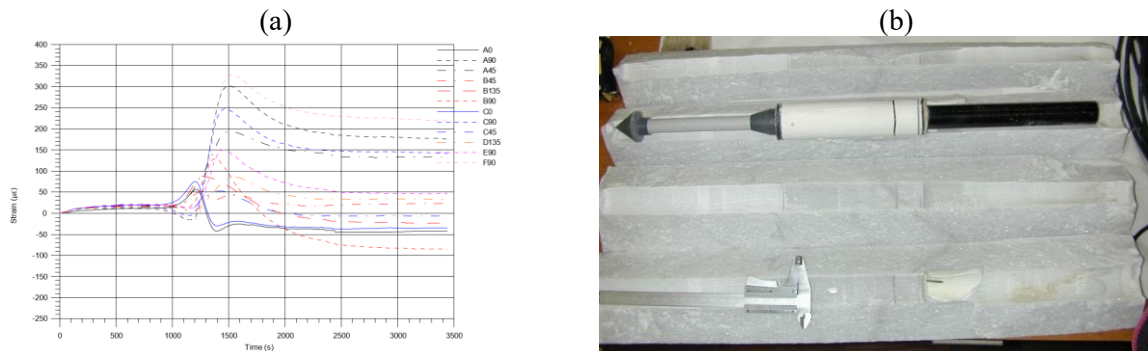 (a)
(b)
400
350
300
250
200
150
100
50
0
-50
-100
-150
-200
-250
Strain (με)
0
500
1000
1500
2000
2500
3000
3500
Time (s)
A0
A90
A45
B45
B135
B90
C0
C90
C45
D135
E90
F90